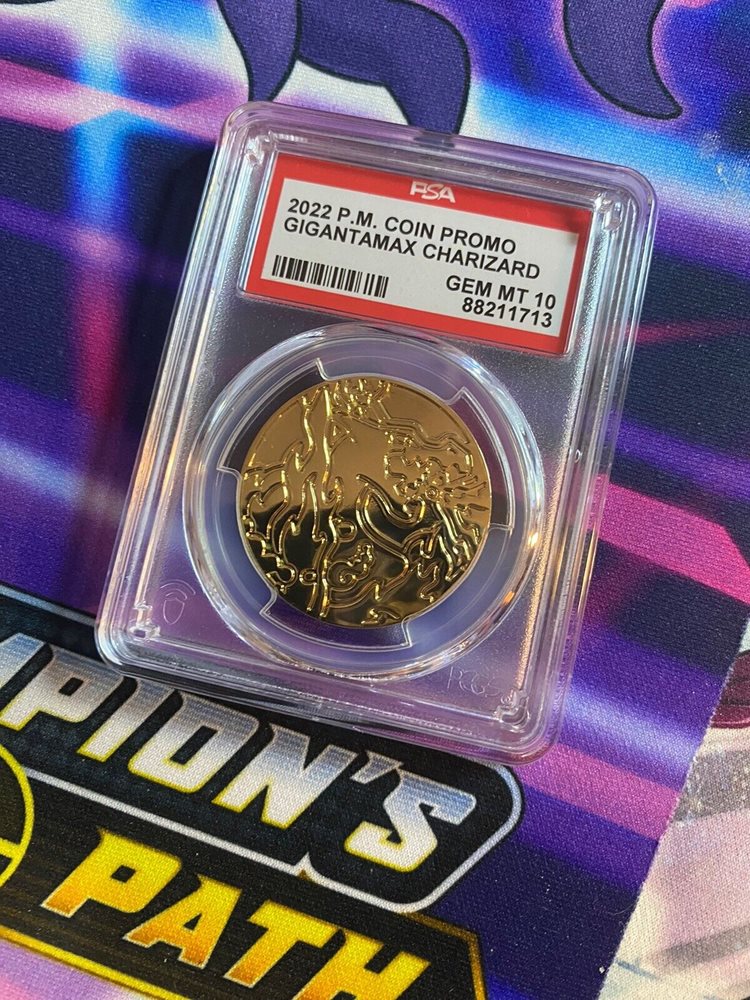 PSA
2022 P.M. COIN PROMO
GIGANTAMAX CHARIZARD
GEM MT 10
88211713
PION'S
PATH